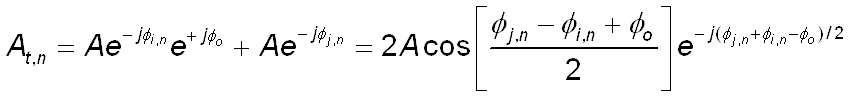 A_{t,n} = Ae^{-jϕ_{i,n}} e^{+jϕ_o} + Ae^{-jϕ_{j,n}} = 2A cos[(ϕ_{j,n} - ϕ_{i,n} + ϕ_o) / 2] e^{-j(ϕ_{j,n}+ϕ_{i,n}-ϕ_o)/2}